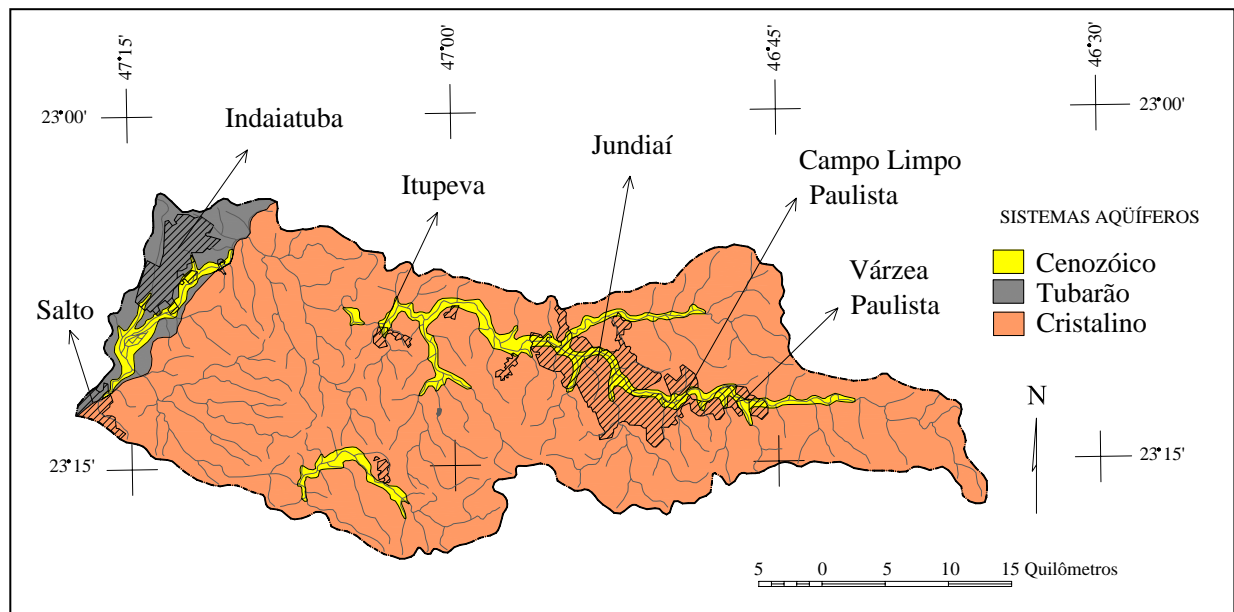 47°15'
47°00'
46°45'
46°30'
23°00'
23°00'
Indaiatuba
Jundiaí
Campo Limpo
Paulista
Itupeva
SISTEMAS AQÜÍFEROS
Cenozóico
Tubarão
Cristalino
Várzea
Paulista
Salto
N
23°15'
23°15'
5 0 5 10 15 Quilômetros